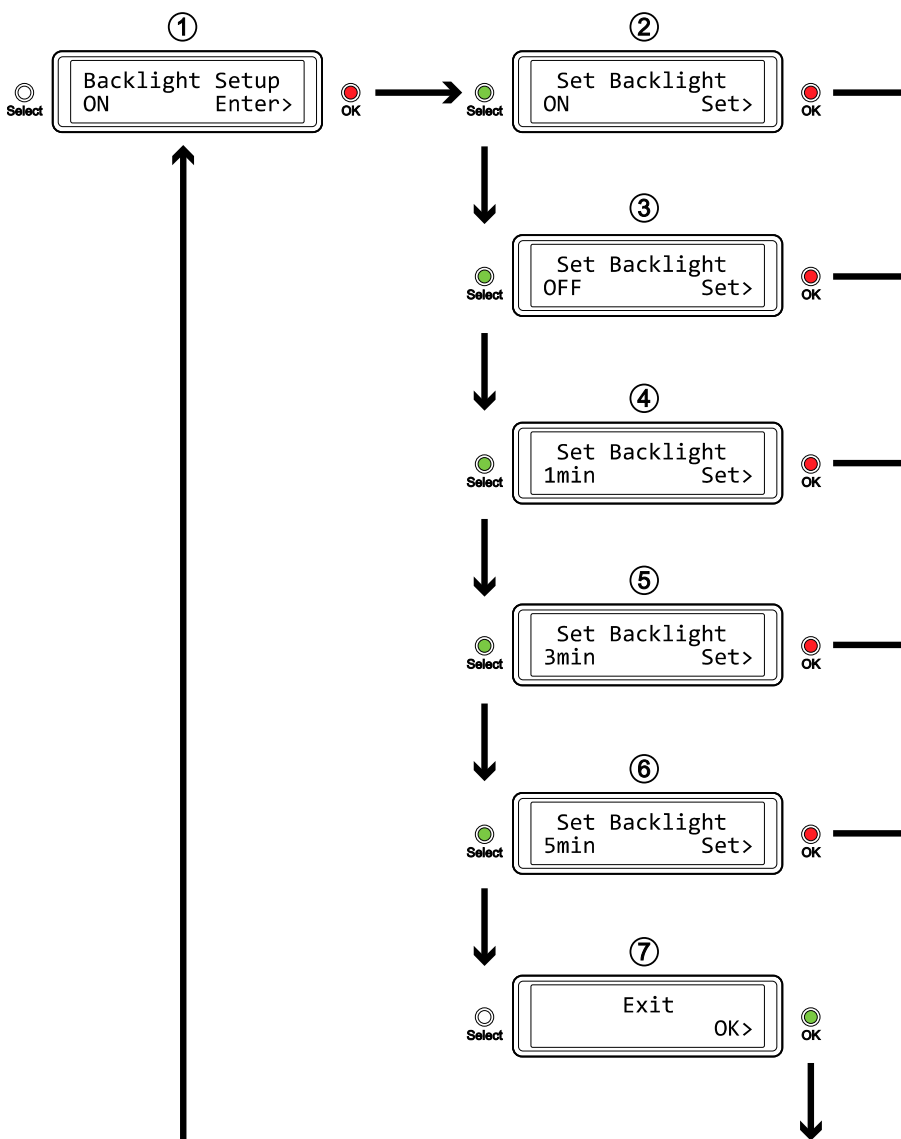 ①
Backlight Setup
ON Enter>
Select
OK
②
Set Backlight
ON Set>
Select
OK
③
Set Backlight
OFF Set>
Select
OK
④
Set Backlight
1min Set>
Select
OK
⑤
Set Backlight
3min Set>
Select
OK
⑥
Set Backlight
5min Set>
Select
OK
⑦
Exit
OK>
Select
OK